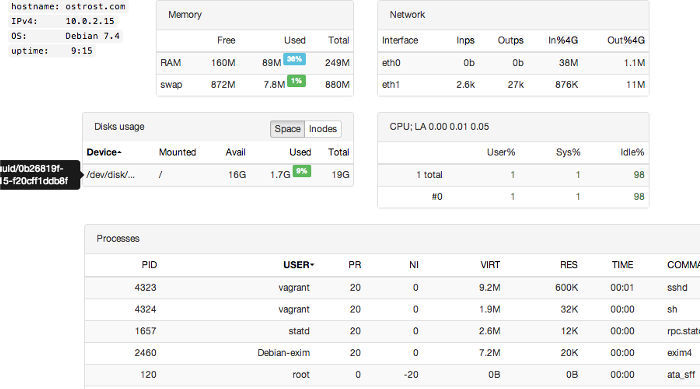 hostname: ostrost.com
IPv4: 10.0.2.15
OS: Debian 7.4
uptime: 9:15
Memory
Free Used Total
RAM 160M 89M 36% 249M
swap 872M 7.8M 1% 880M
Network
Interface Inps Outps In%4G Out%4G
eth0 0b 0b 38M 1.1M
eth1 2.6k 27k 876K 11M
Disks usage Space Inodes
Device Mounted Avail Used Total
/dev/disk/... / 16G 1.7G 9% 19G
uuid/0b26819f-
15-f20cff1ddb8f
CPU; LA 0.00 0.01 0.05
User% Sys% Idle%
1 total 1 1 98
#0 1 1 98
Processes
PID USER PR NI VIRT RES TIME COMMA
4323 vagrant 20 0 9.2M 600K 00:01 sshd
4324 vagrant 20 0 1.9M 32K 00:00 sh
1657 statd 20 0 2.6M 12K 00:00 rpc.stat
2460 Debian-exim 20 0 7.2M 20K 00:00 exim4
120 root 0 -20 0B 0B 00:00 ata_sff